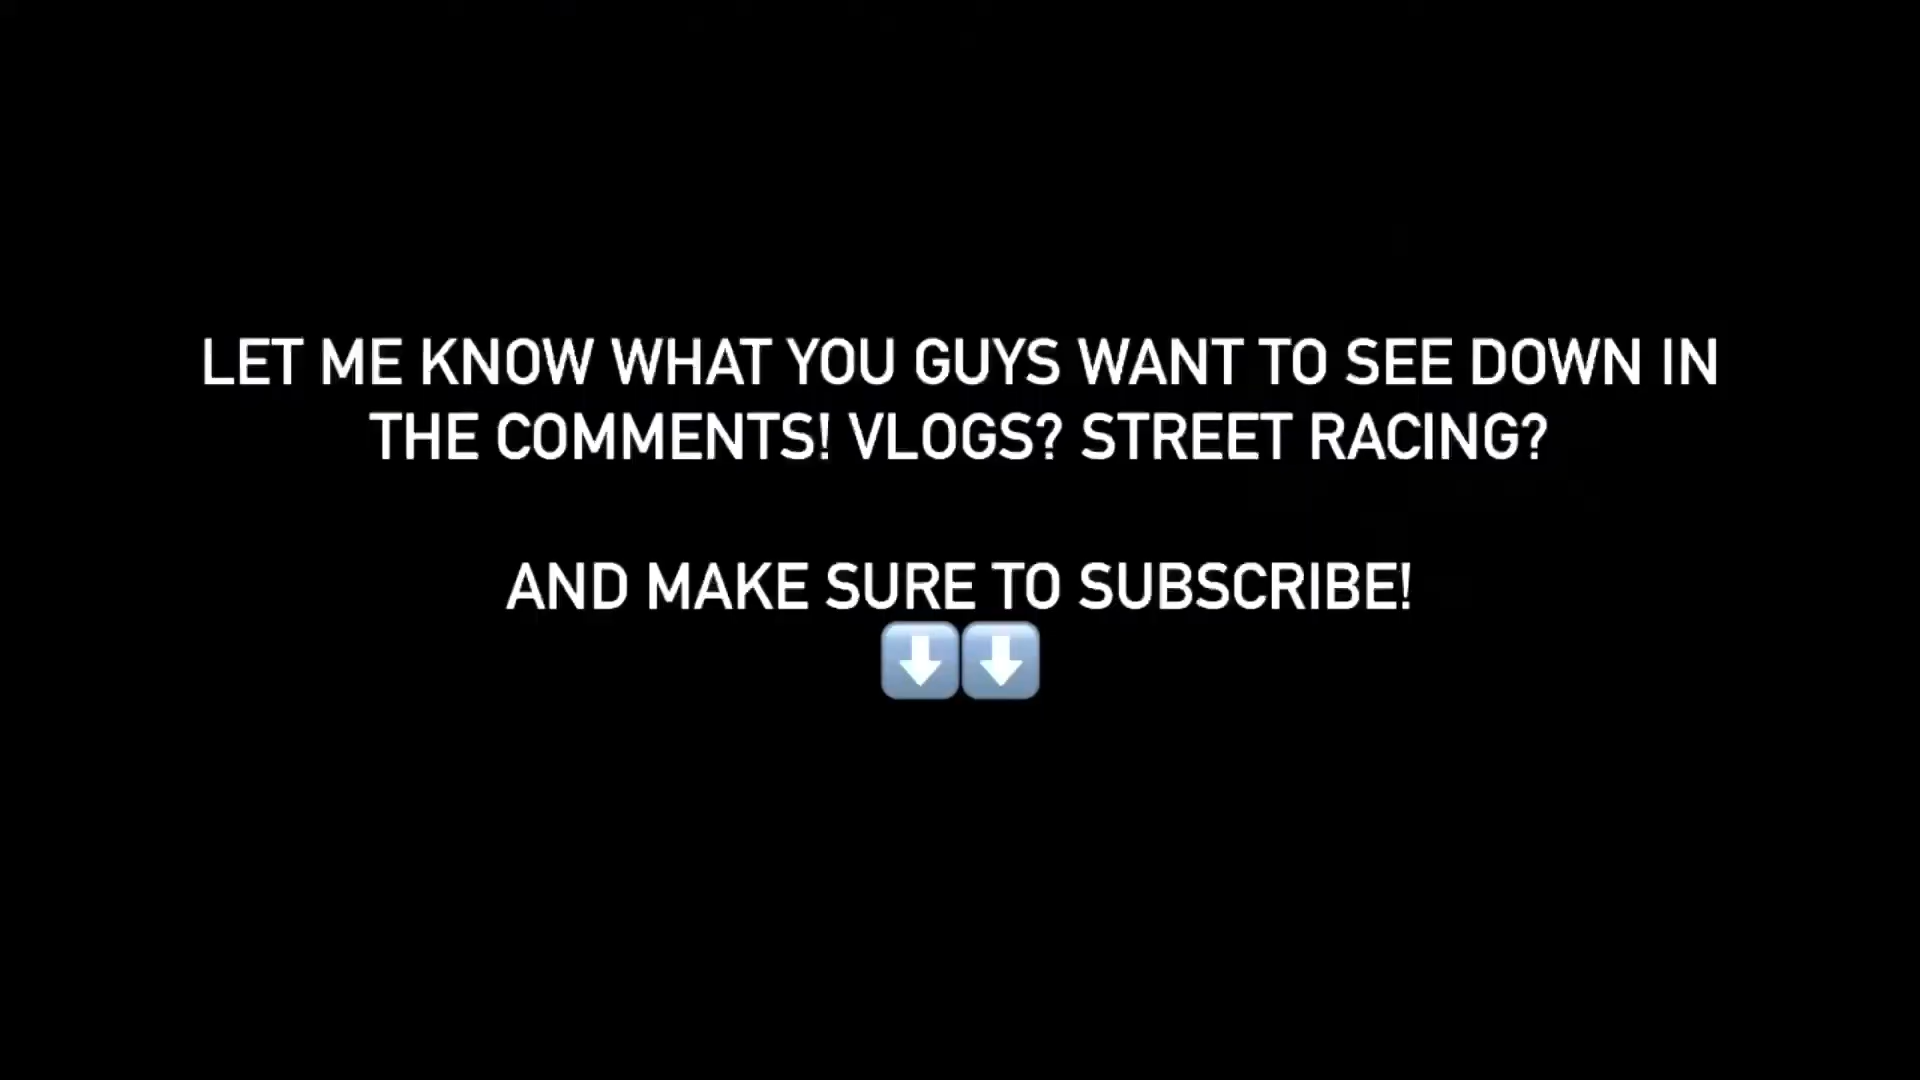 LET ME KNOW WHAT YOU GUYS WANT TO SEE DOWN IN
THE COMMENTS! VLOGS? STREET RACING?
AND MAKE SURE TO SUBSCRIBE!
⬇️⬇️